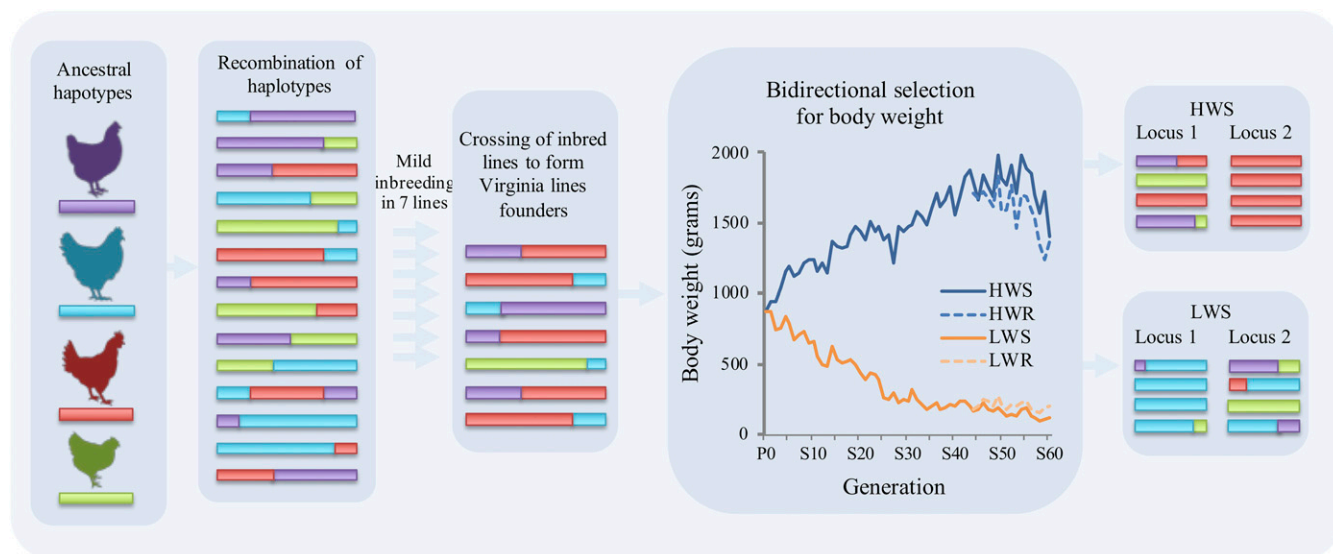 Ancestral
hapotypes
Recombination of
haplotypes
Mild
inbreeding
in 7 lines
Crossing of inbred
lines to form
Virginia lines
founders
Bidirectional selection
for body weight
Body weight (grams)
2000
1500
1000
500
0
HWS
HWR
LWS
LWR
P0 S10 S20 S30 S40 S50 S60
Generation
HWS
Locus 1 Locus 2
LWS
Locus 1 Locus 2